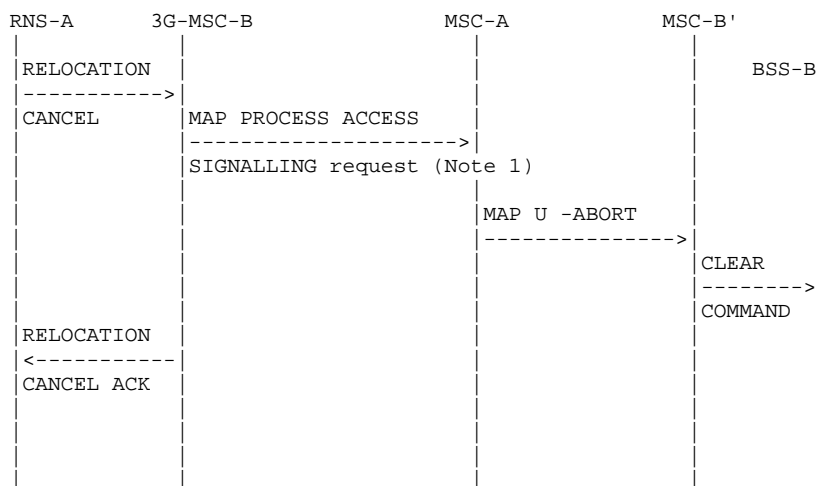 RNS-A 3G-MSC-B MSC-A MSC-B'
RELOCATION BSS-B
CANCEL MAP PROCESS ACCESS
SIGNALLING request (Note 1)
MAP U -ABORT
CLEAR
COMMAND
RELOCATION
CANCEL ACK